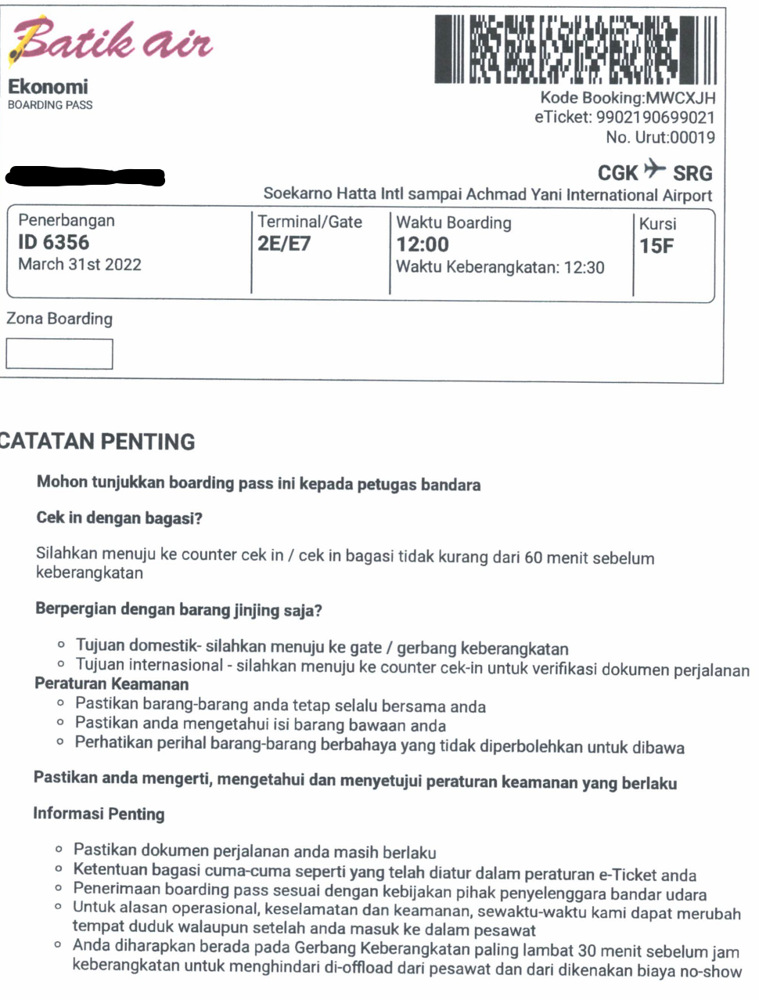 Batik air
Ekonomi
BOARDING PASS
Kode Booking:MWCXJH
eTicket: 9902190699021
No. Urut:00019
CGK SRG
Soekarno Hatta Intl sampai Achmad Yani International Airport
Penerbangan
ID 6356
March 31st 2022
Terminal/Gate
2E/E7
Waktu Boarding
12:00
Waktu Keberangkatan: 12:30
Kursi
15F
Zona Boarding
CATATAN PENTING
Mohon tunjukkan boarding pass ini kepada petugas bandara
Cek in dengan bagasi?
Silahkan menuju ke counter cek in / cek in bagasi tidak kurang dari 60 menit sebelum
keberangkatan
Berpergian dengan barang jinjing saja?
Tujuan domestik- silahkan menuju ke gate / gerbang keberangkatan
Tujuan internasional - silahkan menuju ke counter cek-in untuk verifikasi dokumen perjalanan
Peraturan Keamanan
Pastikan barang-barang anda tetap selalu bersama anda
Pastikan anda mengetahui isi barang bawaan anda
Perhatikan perihal barang-barang berbahaya yang tidak diperbolehkan untuk dibawa
Pastikan anda mengerti, mengetahui dan menyetujui peraturan keamanan yang berlaku
Informasi Penting
Pastikan dokumen perjalanan anda masih berlaku
Ketentuan bagasi cuma-cuma seperti yang telah diatur dalam peraturan e-Ticket anda
Penerimaan boarding pass sesuai dengan kebijakan pihak penyelenggara bandar udara
Untuk alasan operasional, keselamatan dan keamanan, sewaktu-waktu kami dapat merubah
tempat duduk walaupun setelah anda masuk ke dalam pesawat
Anda diharapkan berada pada Gerbang Keberangkatan paling lambat 30 menit sebelum jam
keberangkatan untuk menghindari di-offload dari pesawat dan dari dikenakan biaya no-show